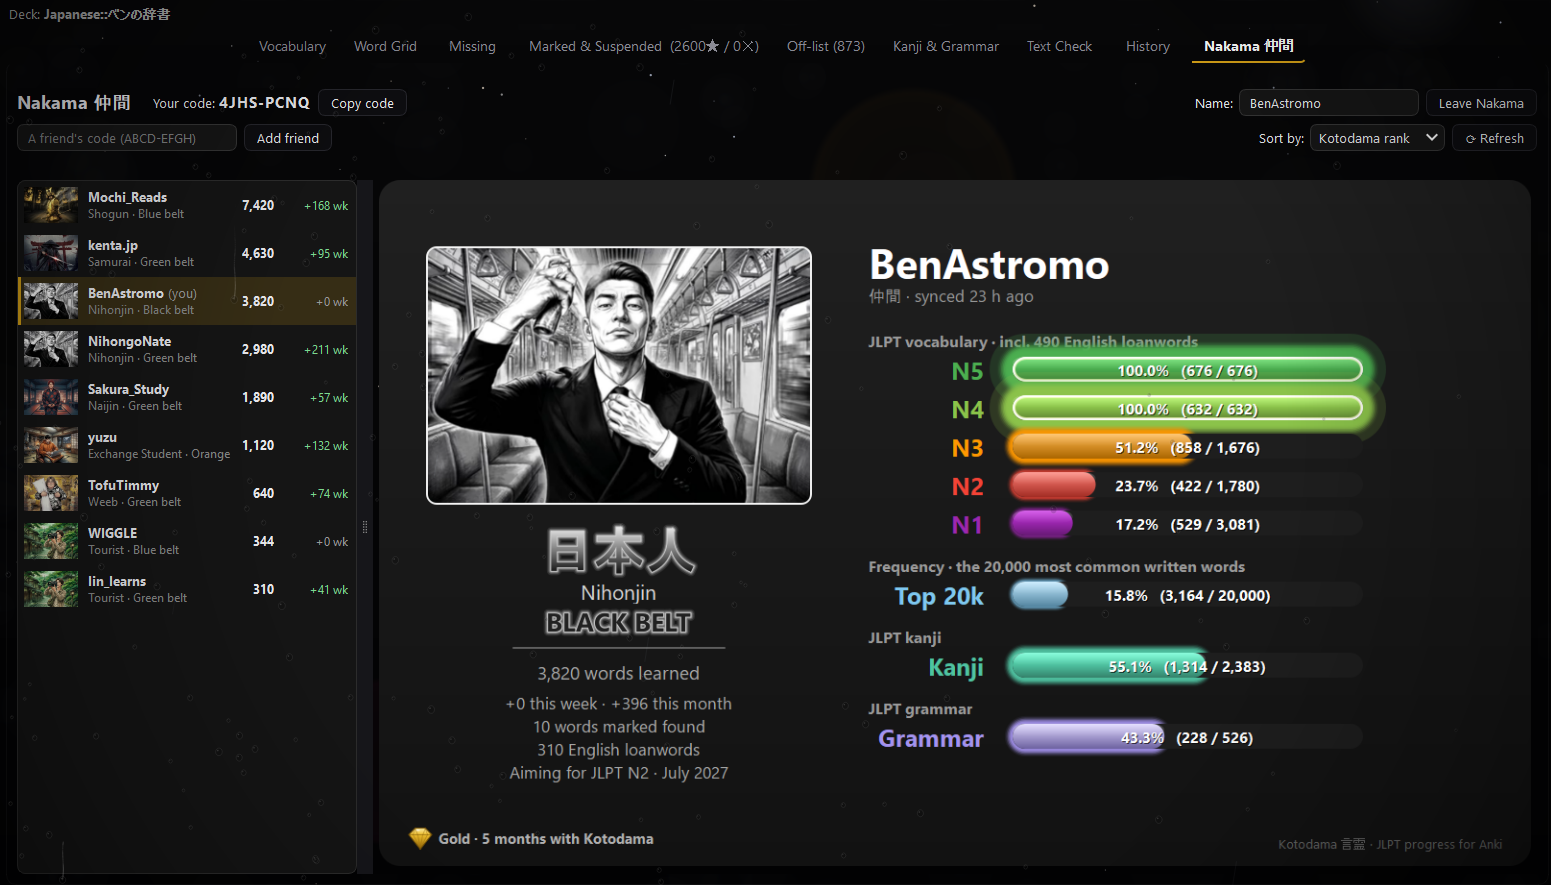 Deck: Japanese::ベンの辞書
Vocabulary Word Grid Missing Marked & Suspended (2600★ / 0✕) Off-list (873) Kanji & Grammar Text Check History Nakama 仲間
Nakama 仲間 Your code: 4JHS-PCNQ Copy code
Name: BenAstromo Leave Nakama
A friend's code (ABCD-EFGH) Add friend
Sort by: Kotodama rank ⟳ Refresh
Mochi_Reads 7,420 +168 wk
Shogun · Blue belt
kenta.jp 4,630 +95 wk
Samurai · Green belt
BenAstromo (you) 3,820 +0 wk
Nihonjin · Black belt
NihongoNate 2,980 +211 wk
Nihonjin · Green belt
Sakura_Study 1,890 +57 wk
Naijin · Green belt
yuzu 1,120 +132 wk
Exchange Student · Orange
TofuTimmy 640 +74 wk
Weeb · Green belt
WIGGLE 344 +0 wk
Tourist · Blue belt
lin_learns 310 +41 wk
Tourist · Green belt
日本人
Nihonjin
BLACK BELT
3,820 words learned
+0 this week · +396 this month
10 words marked found
310 English loanwords
Aiming for JLPT N2 · July 2027
Gold · 5 months with Kotodama
BenAstromo
仲間 · synced 23 h ago
JLPT vocabulary · incl. 490 English loanwords
N5 100.0% (676 / 676)
N4 100.0% (632 / 632)
N3 51.2% (858 / 1,676)
N2 23.7% (422 / 1,780)
N1 17.2% (529 / 3,081)
Frequency · the 20,000 most common written words
Top 20k 15.8% (3,164 / 20,000)
JLPT kanji
Kanji 55.1% (1,314 / 2,383)
JLPT grammar
Grammar 43.3% (228 / 526)
Kotodama 言霊 · JLPT progress for Anki